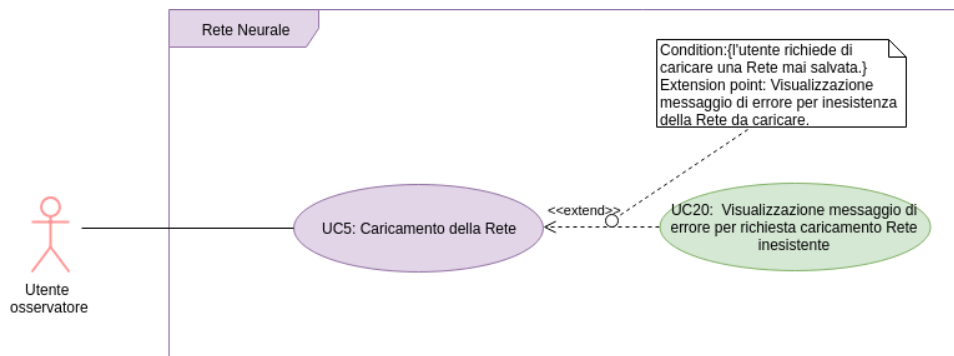 Rete Neurale
Condition:{l'utente richiede di
caricare una Rete mai salvata.}
Extension point: Visualizzazione
messaggio di errore per inesistenza
della Rete da caricare.
<<extend>>
UC5: Caricamento della Rete
UC20:  Visualizzazione messaggio di
errore per richiesta caricamento Rete
inesistente
Utente
osservatore